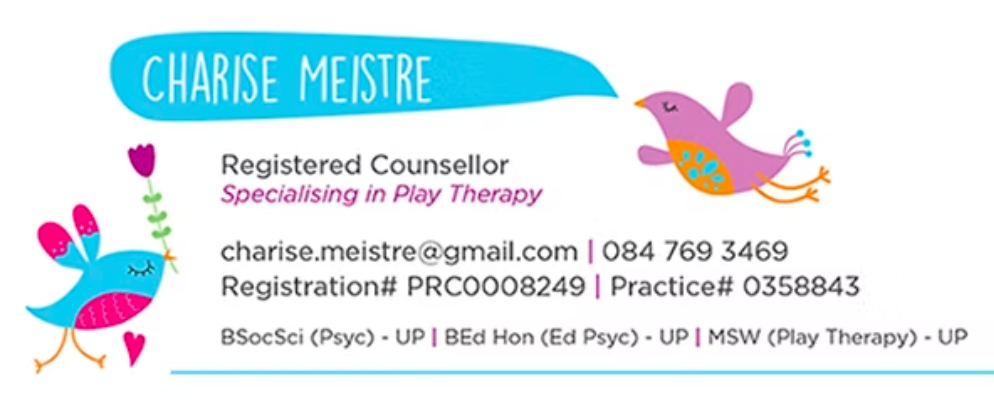 CHARISE MEISTRE
Registered Counsellor
Specialising in Play Therapy
charise.meistre@gmail.com | 084 769 3469
Registration# PRC0008249 | Practice# 0358843
BSocSci (Psyc) - UP | BEd Hon (Ed Psyc) - UP | MSW (Play Therapy) - UP